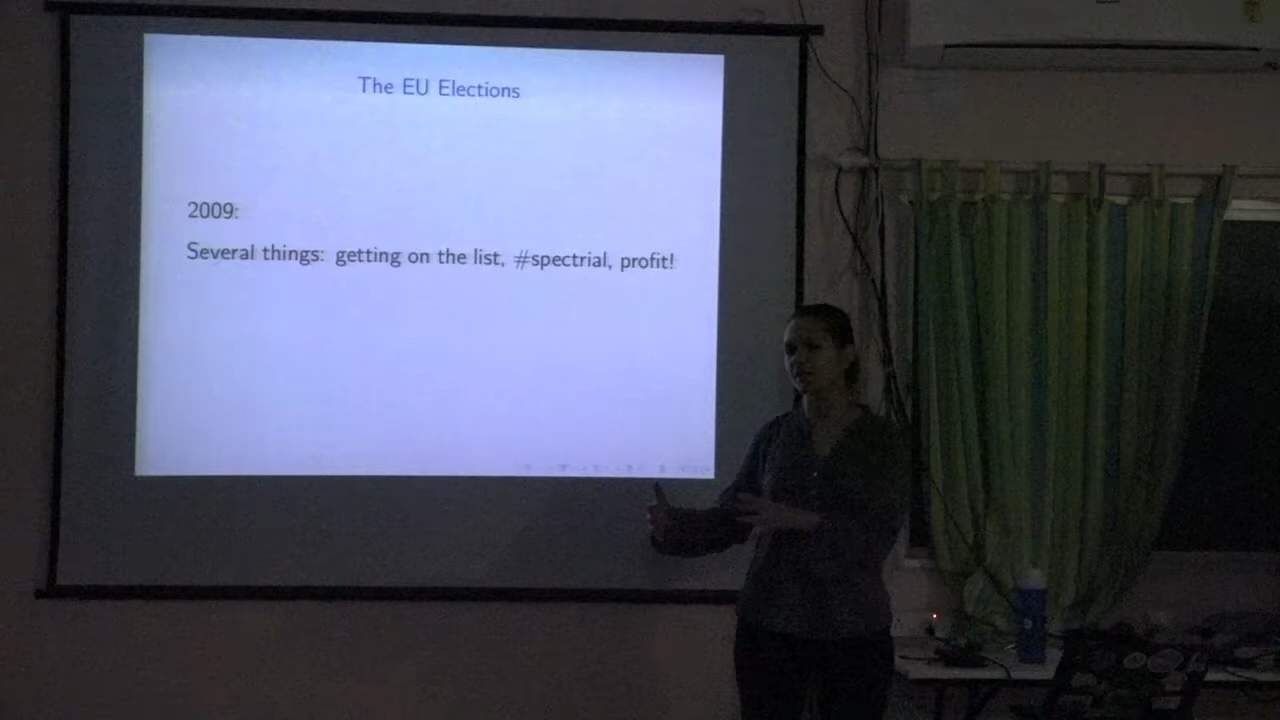 The EU Elections
2009:
Several things: getting on the list, #spectrial, profit!